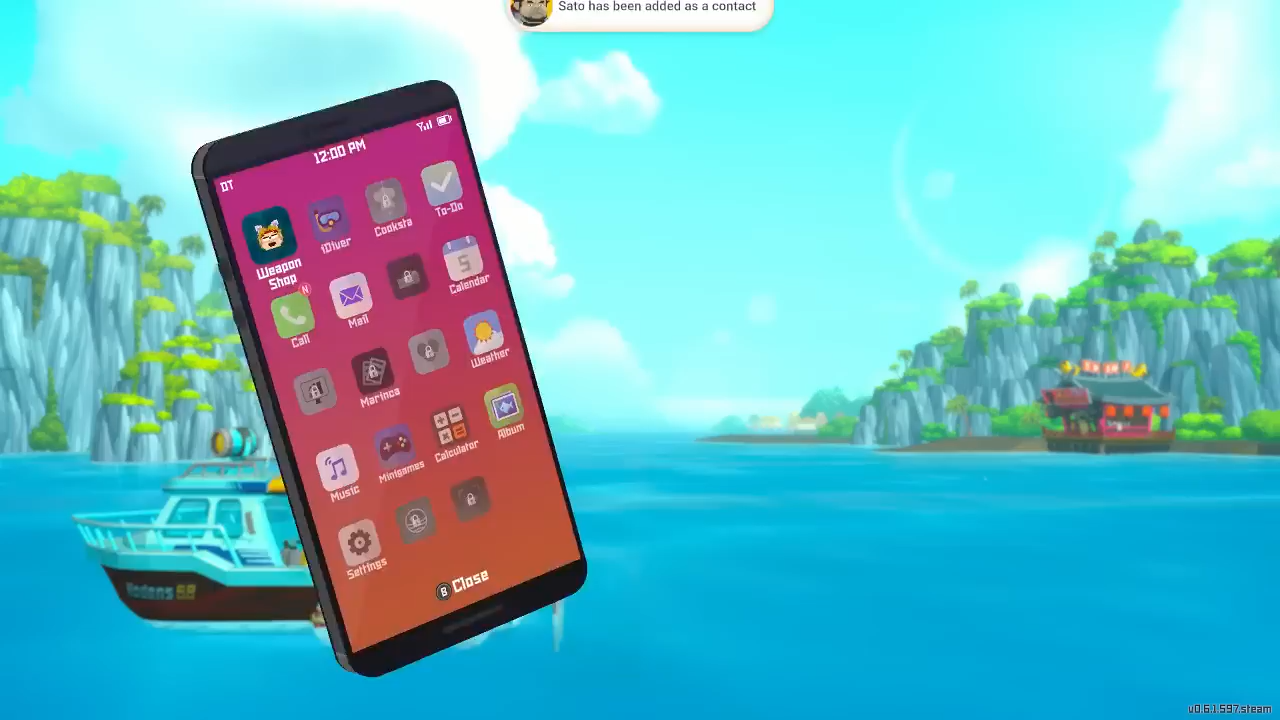 Sato has been added as a contact
12:00 PM
DT
Weapon
Shop
iDiver
Cooksta
To-Do
Call
N
Mail
5
Calendar
Marinca
Weather
Music
Minigames
Calculator
Album
Settings
B Close
v0.6.1.597.steam